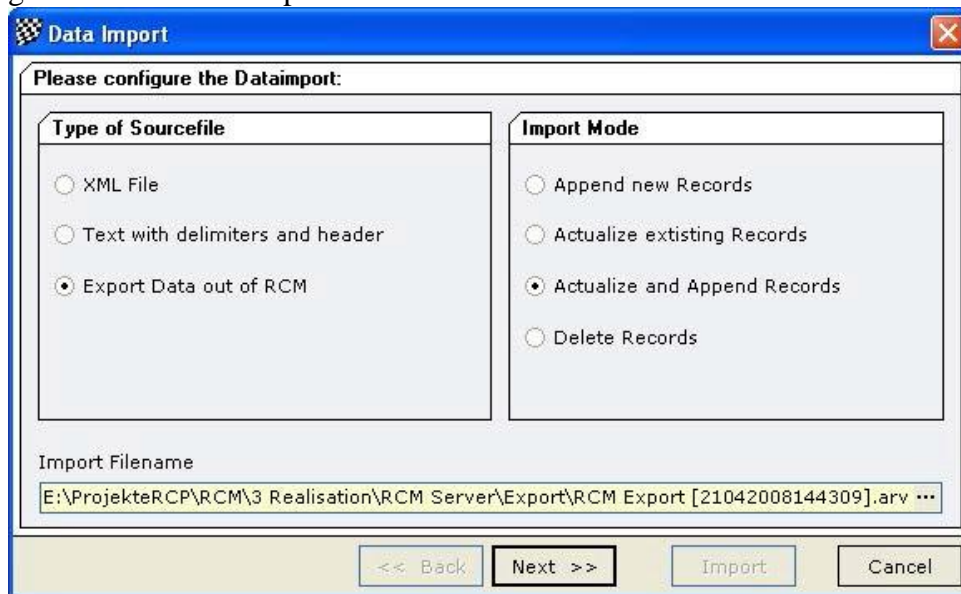 Data Import
Please configure the Dataimport:
Type of Sourcefile
XML File
Text with delimiters and header
Export Data out of RCM
Import Mode
Append new Records
Actualize extisting Records
Actualize and Append Records
Delete Records
Import Filename
E:\ProjekteRCP\RCM\3 Realisation\RCM Server\Export\RCM Export [21042008144309].arv ...
<< Back Next >> Import Cancel